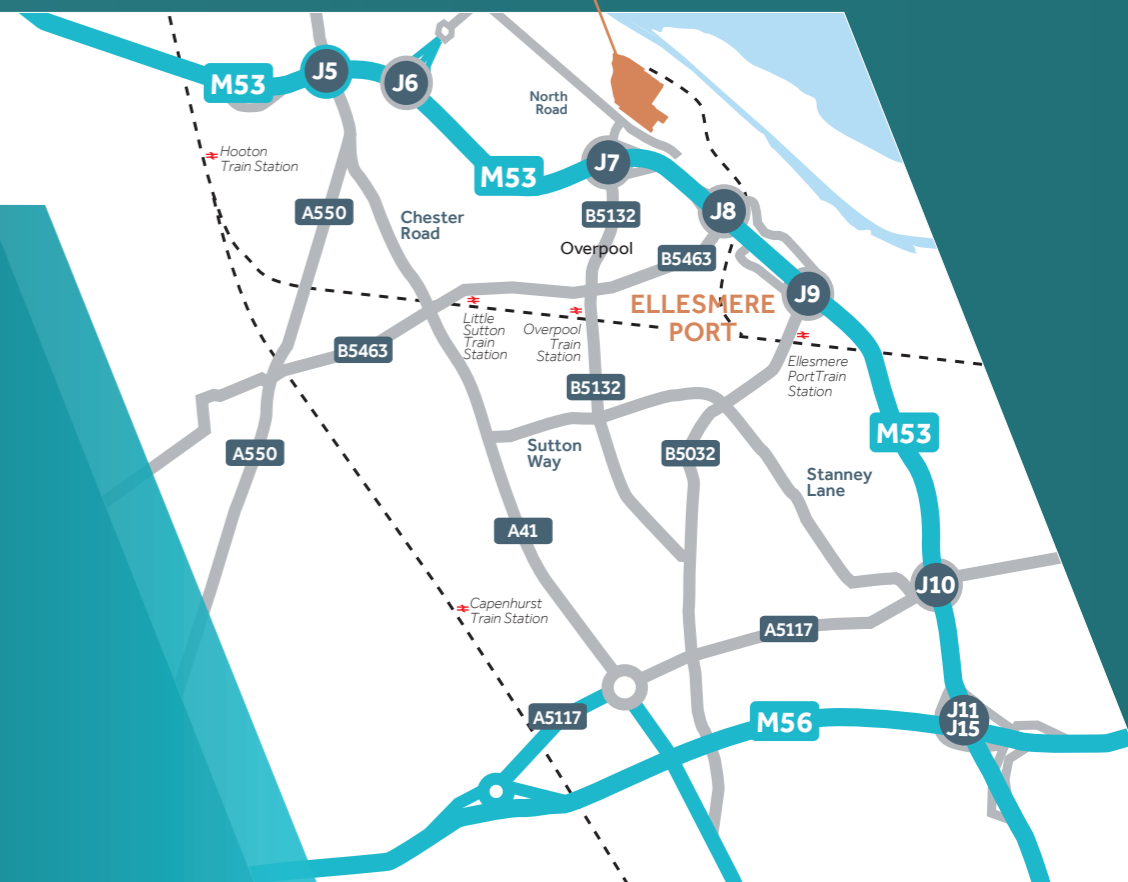 J5
J6
M53
North
Road
Hooton
Train Station
J7
M53
A550
Chester
Road
B5132
J8
Overpool
B5463
J9
ELLESMERE
PORT
Little
Sutton
Train
Station
Overpool
Train
Station
B5463
Ellesmere
PortTrain
Station
B5132
M53
A550
Sutton
Way
B5032
Stanney
Lane
A41
J10
Capenhurst
Train Station
A5117
A5117
M56
J11
J15